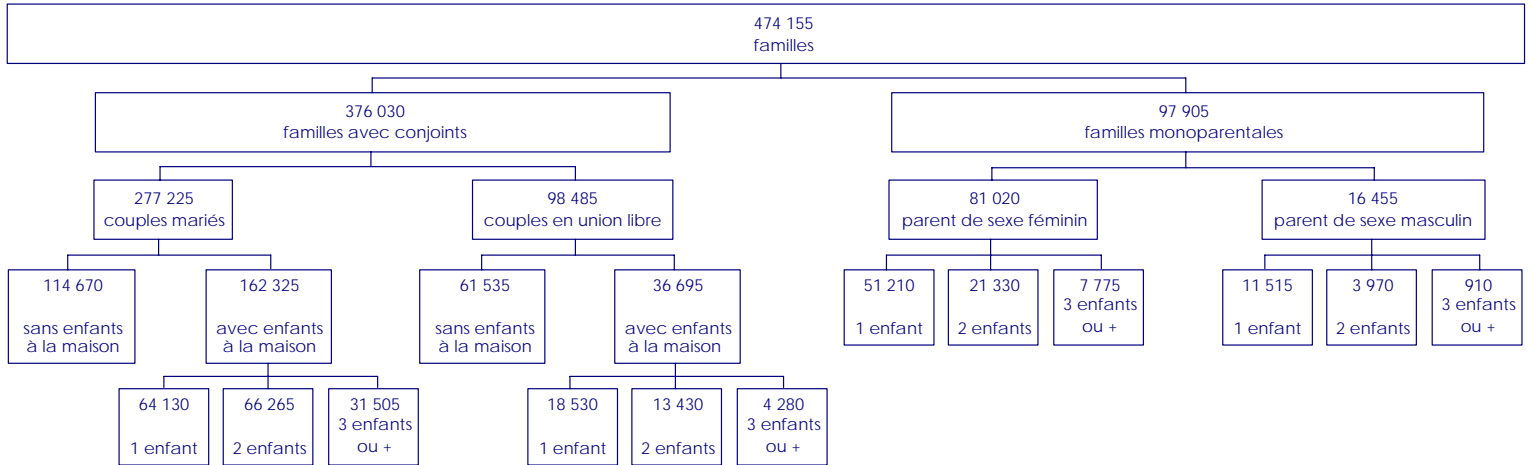 474 155
familles
376 030
familles avec conjoints
97 905
familles monoparentales
277 225
couples mariés
98 485
couples en union libre
81 020
parent de sexe féminin
16 455
parent de sexe masculin
114 670
sans enfants
à la maison
162 325
avec enfants
à la maison
61 535
sans enfants
à la maison
36 695
avec enfants
à la maison
51 210
1 enfant
21 330
2 enfants
7 775
3 enfants
ou +
11 515
1 enfant
3 970
2 enfants
910
3 enfants
ou +
64 130
1 enfant
66 265
2 enfants
31 505
3 enfants
ou +
18 530
1 enfant
13 430
2 enfants
4 280
3 enfants
ou +